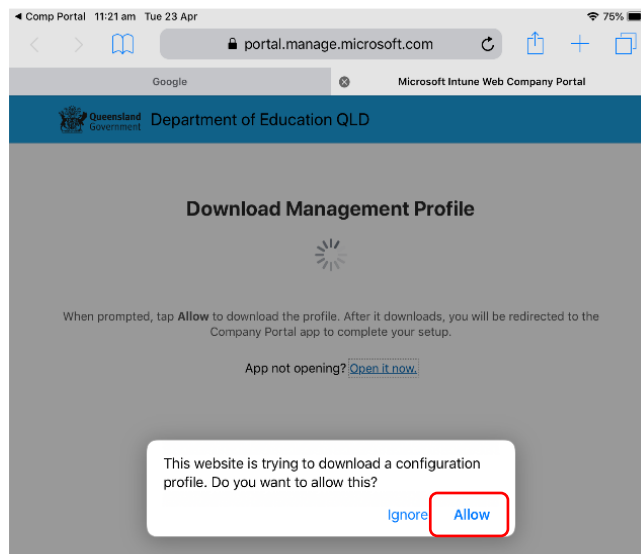 Comp Portal 11:21 am Tue 23 Apr 75%
portal.manage.microsoft.com
Google Microsoft Intune Web Company Portal
Queensland
Government
Department of Education QLD
Download Management Profile
When prompted, tap Allow to download the profile. After it downloads, you will be redirected to the
Company Portal app to complete your setup.
App not opening? Open it now.
This website is trying to download a configuration
profile. Do you want to allow this?
Ignore Allow